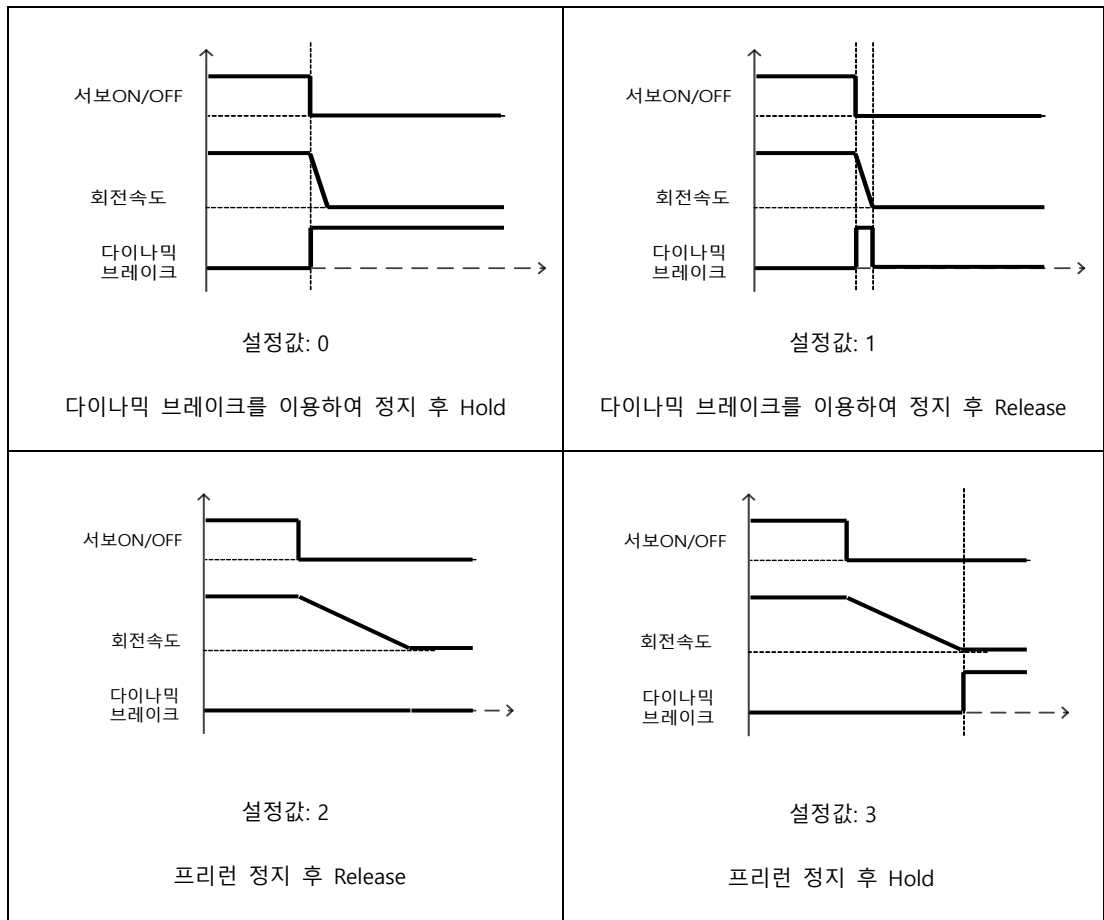 서보ON/OFF
회전속도
다이나믹
브레이크
설정값: 0
다이나믹 브레이크를 이용하여 정지 후 Hold
서보ON/OFF
회전속도
다이나믹
브레이크
설정값: 1
다이나믹 브레이크를 이용하여 정지 후 Release
서보ON/OFF
회전속도
다이나믹
브레이크
설정값: 2
프리런 정지 후 Release
서보ON/OFF
회전속도
다이나믹
브레이크
설정값: 3
프리런 정지 후 Hold